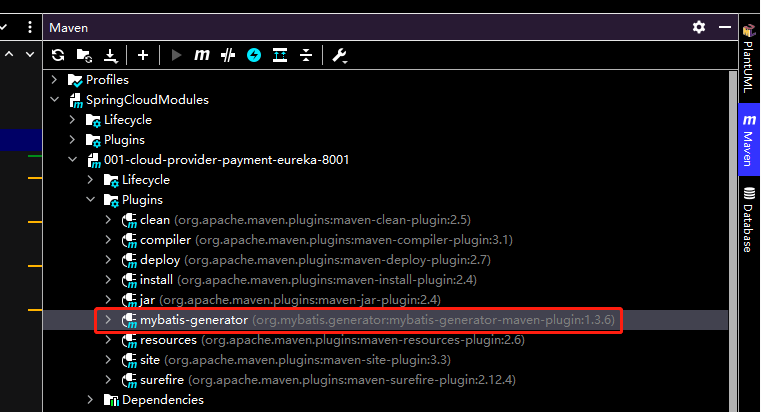 Maven
Profiles
SpringCloudModules
Lifecycle
Plugins
001-cloud-provider-payment-eureka-8001
Lifecycle
Plugins
clean (org.apache.maven.plugins:maven-clean-plugin:2.5)
compiler (org.apache.maven.plugins:maven-compiler-plugin:3.1)
deploy (org.apache.maven.plugins:maven-deploy-plugin:2.7)
install (org.apache.maven.plugins:maven-install-plugin:2.4)
jar (org.apache.maven.plugins:maven-jar-plugin:2.4)
mybatis-generator (org.mybatis.generator:mybatis-generator-maven-plugin:1.3.6)
resources (org.apache.maven.plugins:maven-resources-plugin:2.6)
site (org.apache.maven.plugins:maven-site-plugin:3.3)
surefire (org.apache.maven.plugins:maven-surefire-plugin:2.12.4)
Dependencies
PlantUML
m Maven
Database